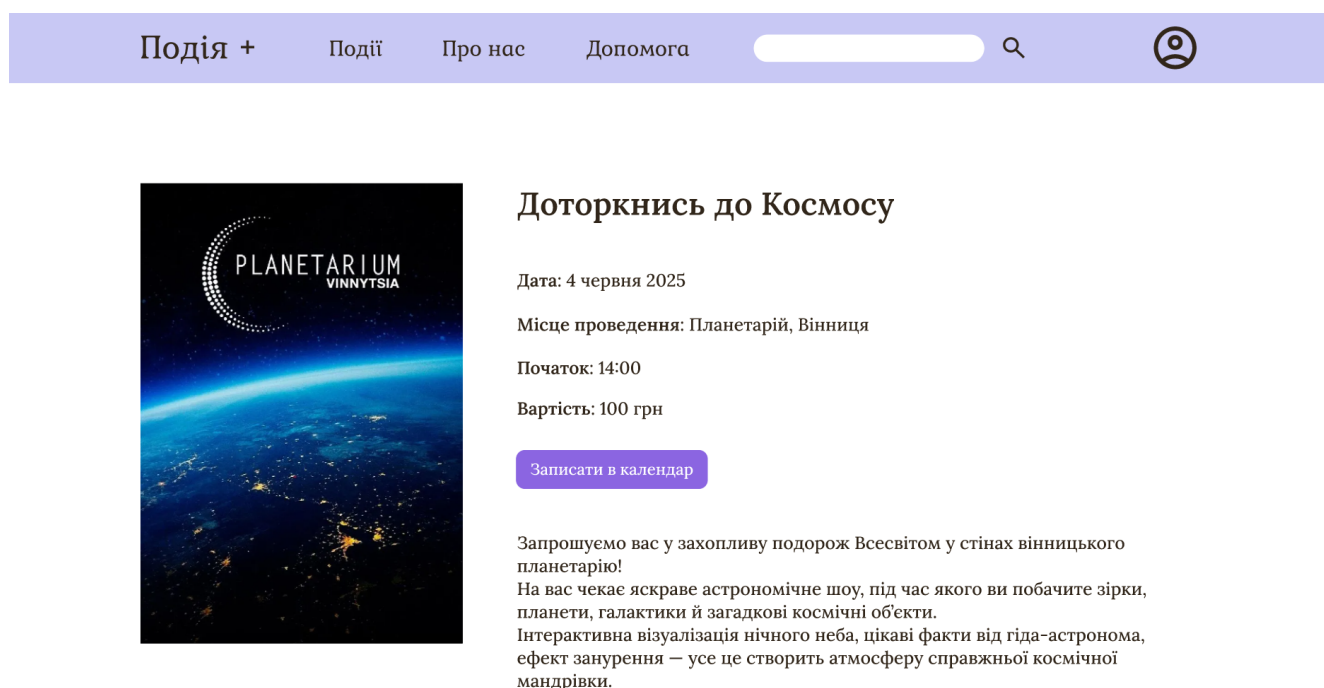 Подія +
Події
Про нас
Допомога
PLANETARIUM
VINNYTSIA
Доторкнись до Космосу
Дата: 4 червня 2025
Місце проведення: Планетарій, Вінниця
Початок: 14:00
Вартість: 100 грн
Записати в календар
Запрошуємо вас у захопливу подорож Всесвітом у стінах вінницького
планетарію!
На вас чекає яскраве астрономічне шоу, під час якого ви побачите зірки,
планети, галактики й загадкові космічні об’єкти.
Інтерактивна візуалізація нічного неба, цікаві факти від гіда-астронома,
ефект занурення — усе це створить атмосферу справжньої космічної
мандрівки.